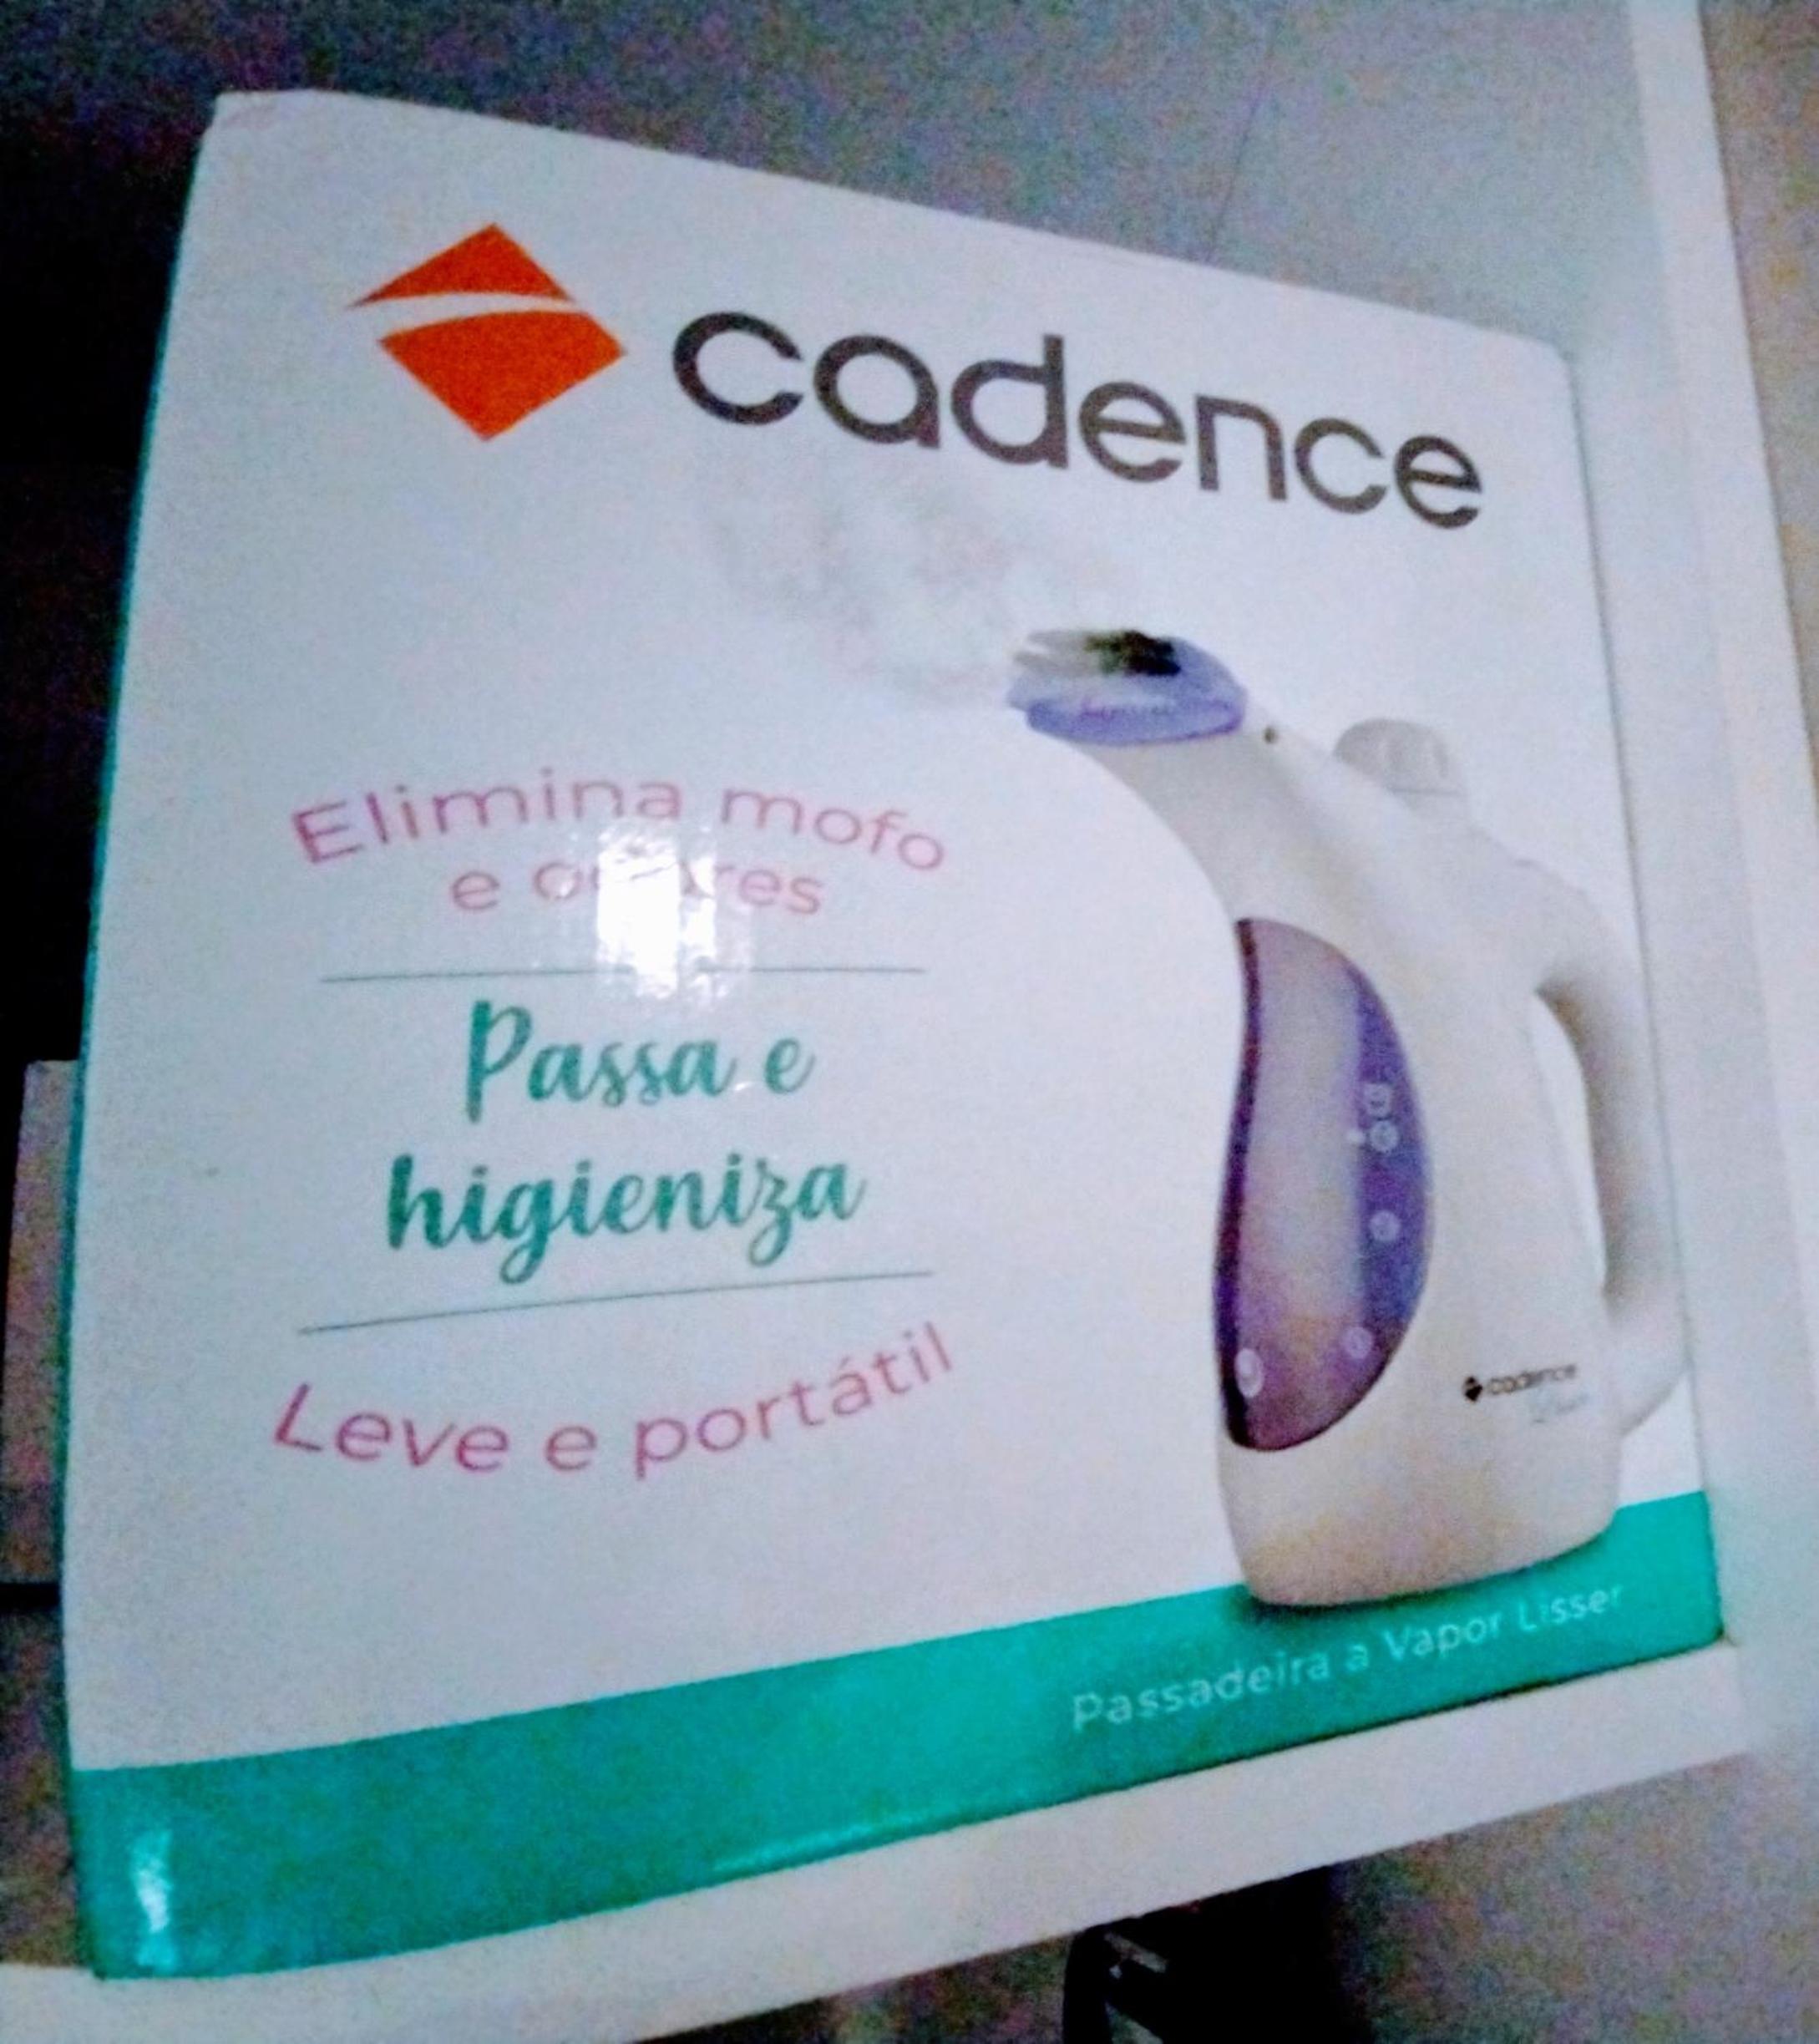 cadence
Elimina mofo
e odores
Passa e
higieniza
Leve e portátil
cadence
Passadeira a Vapor Lisser